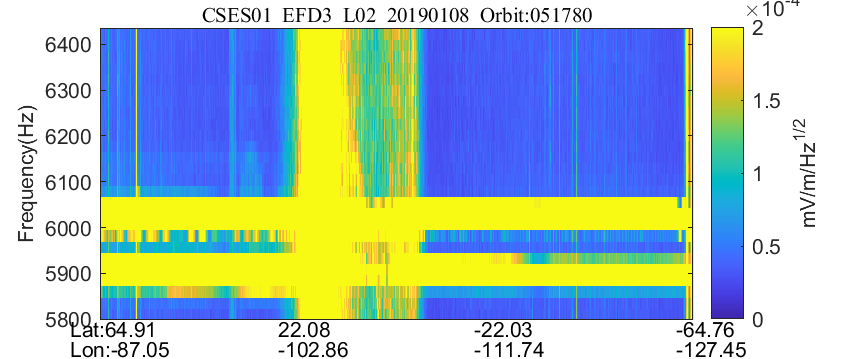 CSES01 EFD3 L02 20190108 Orbit:051780
×10⁻⁴
Frequency(Hz)
6400
6300
6200
6100
6000
5900
5800
2
1.5
1
0.5
0
mV/m/Hz^1/2
Lat:64.91 22.08 -22.03 -64.76
Lon:-87.05 -102.86 -111.74 -127.45